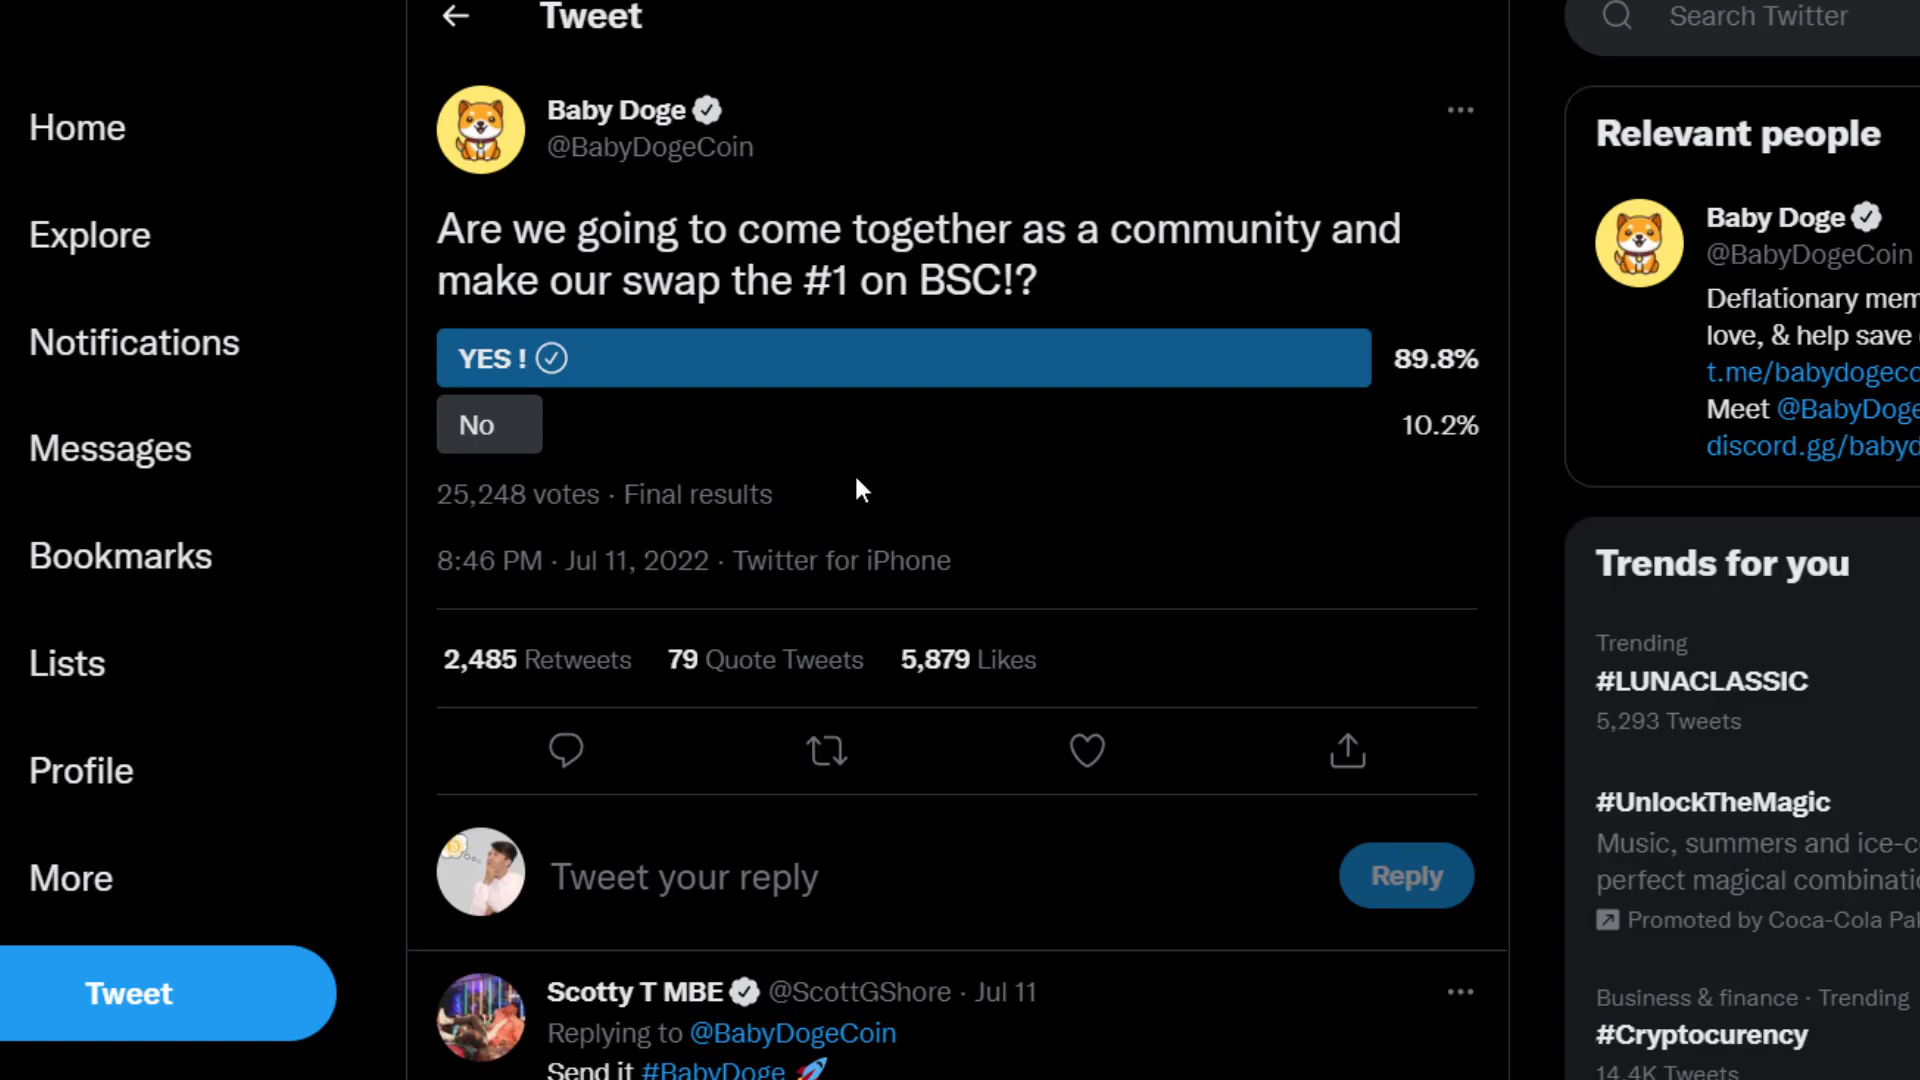 Tweet
Search Twitter
Home
Explore
Notifications
Messages
Bookmarks
Lists
Profile
More
Tweet
Baby Doge
@BabyDogeCoin
Are we going to come together as a community and
make our swap the #1 on BSC!?
YES !
89.8%
No
10.2%
25,248 votes · Final results
8:46 PM · Jul 11, 2022 · Twitter for iPhone
2,485 Retweets 79 Quote Tweets 5,879 Likes
Tweet your reply
Reply
Scotty T MBE @ScottGShore · Jul 11
Replying to @BabyDogeCoin
Send it #BabyDoge
Relevant people
Baby Doge
@BabyDogeCoin
Deflationary mem
love, & help save
t.me/babydogeco
Meet @BabyDoge
discord.gg/babyd
Trends for you
Trending
#LUNACLASSIC
5,293 Tweets
#UnlockTheMagic
Music, summers and ice-c
perfect magical combinati
Promoted by Coca-Cola Pa
Business & finance · Trending
#Cryptocurency
14.4K Tweets